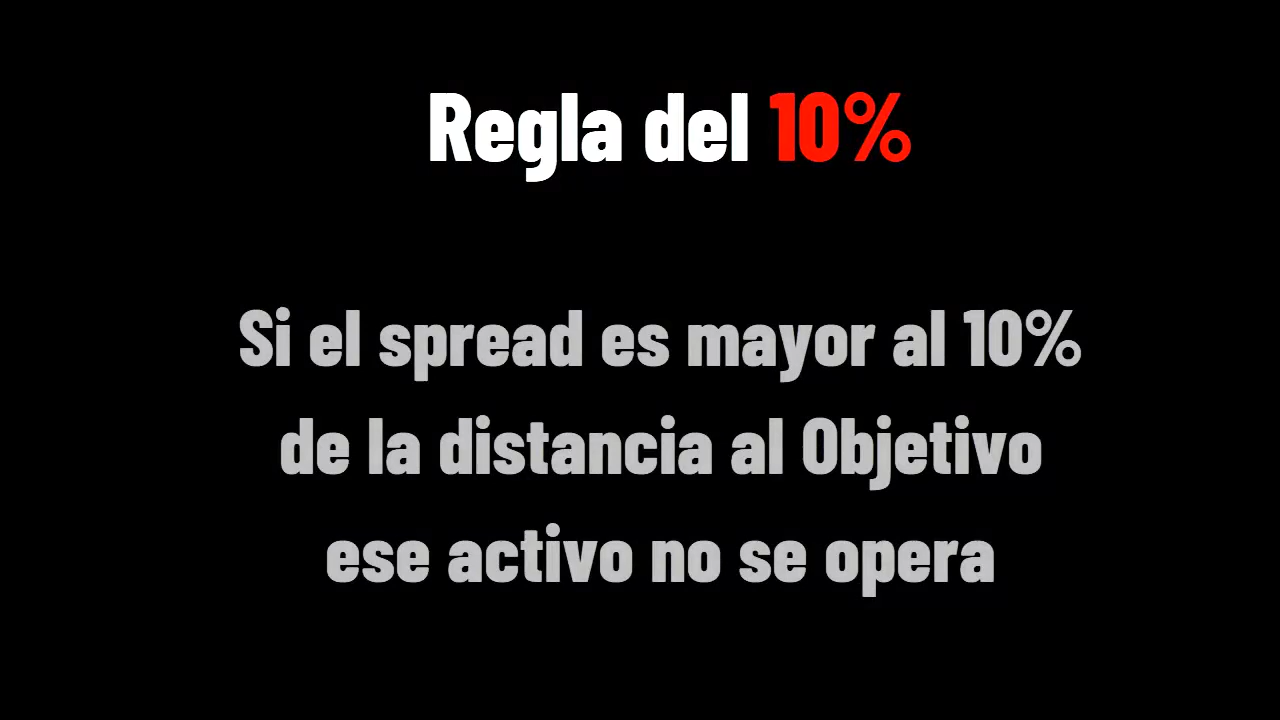 Regla del 10%
Si el spread es mayor al 10%
de la distancia al Objetivo
ese activo no se opera